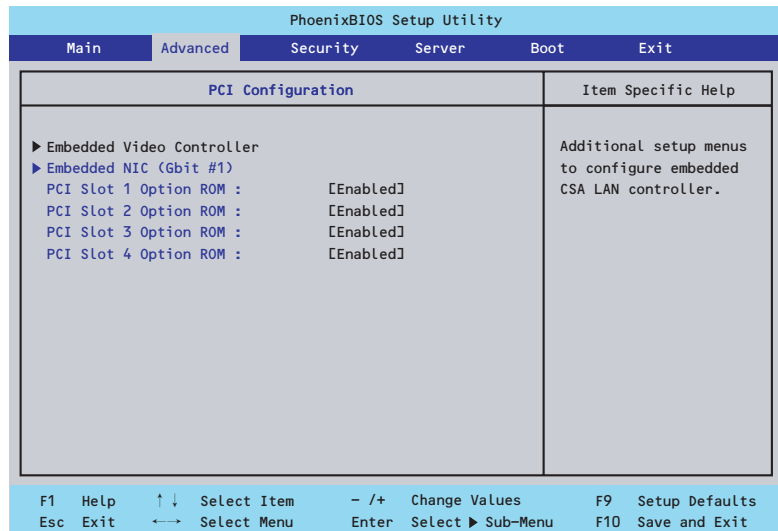 PhoenixBIOS Setup Utility
Main Advanced Security Server Boot Exit
PCI Configuration
Item Specific Help
▶ Embedded Video Controller
▶ Embedded NIC (Gbit #1)
PCI Slot 1 Option ROM : [Enabled]
PCI Slot 2 Option ROM : [Enabled]
PCI Slot 3 Option ROM : [Enabled]
PCI Slot 4 Option ROM : [Enabled]
Additional setup menus
to configure embedded
CSA LAN controller.
F1 Help ↑↓ Select Item – /+ Change Values F9 Setup Defaults
Esc Exit ←→ Select Menu Enter Select ▶ Sub–Menu F10 Save and Exit